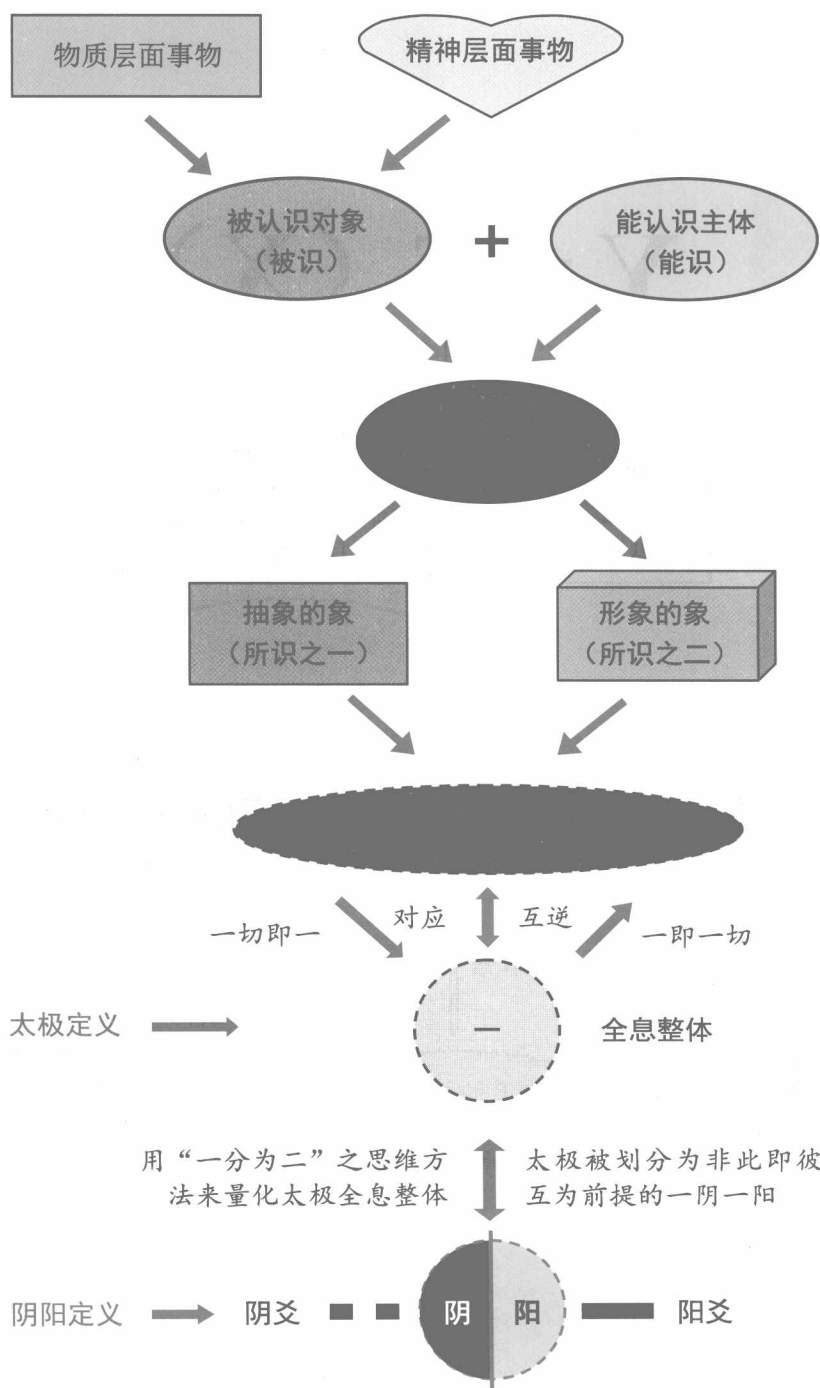 物质层面事物
精神层面事物
被认识对象
（被识）
+
能认识主体
（能识）
抽象的象
（所识之一）
形象的象
（所识之二）
一切即一
对应
互逆
一即一切
太极定义
一
全息整体
用“一分为二”之思维方
法来量化太极全息整体
太极被划分为非此即彼
互为前提的一阴一阳
阴阳定义
阴爻
阴
阳
阳爻